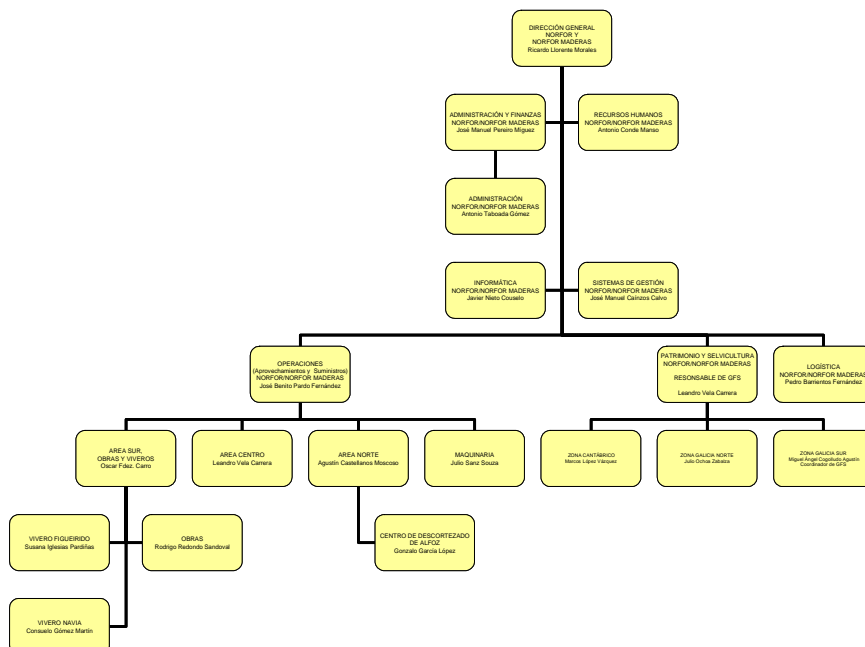 DIRECCIÓN GENERAL
NORFOR Y
NORFOR MADERAS
Ricardo Llorente Morales
ADMINISTRACIÓN Y FINANZAS
NORFOR/NORFOR MADERAS
José Manuel Pereiro Míguez
RECURSOS HUMANOS
NORFOR/NORFOR MADERAS
Antonio Conde Manso
ADMINISTRACIÓN
NORFOR/NORFOR MADERAS
Antonio Taboada Gómez
INFORMÁTICA
NORFOR/NORFOR MADERAS
Javier Nieto Couselo
SISTEMAS DE GESTIÓN
NORFOR/NORFOR MADERAS
José Manuel Caínzos Calvo
OPERACIONES
(Aprovechamientos y Suministros)
NORFOR/NORFOR MADERAS
José Benito Pardo Fernández
PATRIMONIO Y SELVICULTURA
NORFOR/NORFOR MADERAS
RESONSABLE DE GFS
Leandro Vela Carrera
LOGÍSTICA
NORFOR/NORFOR MADERAS
Pedro Barrientos Fernández
AREA SUR,
OBRAS Y VIVEROS
Oscar Fdez. Carro
AREA CENTRO
Leandro Vela Carrera
AREA NORTE
Agustín Castellanos Moscoso
MAQUINARIA
Julio Sanz Souza
ZONA CANTÁBRICO
Marcos López Vázquez
ZONA GALICIA NORTE
Julio Ochoa Zabalza
ZONA GALICIA SUR
Miguel Ángel Cogolludo Agustín
Coordinador de GFS
VIVERO FIGUEIRIDO
Susana Iglesias Pardiñas
OBRAS
Rodrigo Redondo Sandoval
CENTRO DE DESCORTEZADO
DE ALFOZ
Gonzalo García López
VIVERO NAVIA
Consuelo Gómez Martín